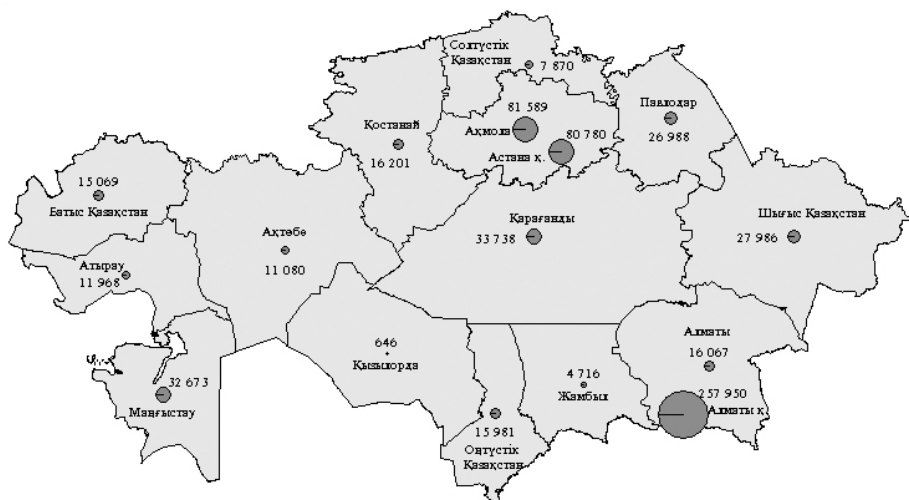 Солтүстік
Қазақстан
7 870
81 589
Ақмола
80 780
Астана қ.
Павлодар
26 988
Қостанай
16 201
15 069
Батыс Қазақстан
Ақтөбе
11 080
Қарағанды
33 738
Шығыс Қазақстан
27 986
Атырау
11 968
646
Қызылорда
Алматы
16 067
32 673
Маңғыстау
4 716
Жамбыл
257 950
Алматы қ
15 981
Оңтүстік
Қазақстан